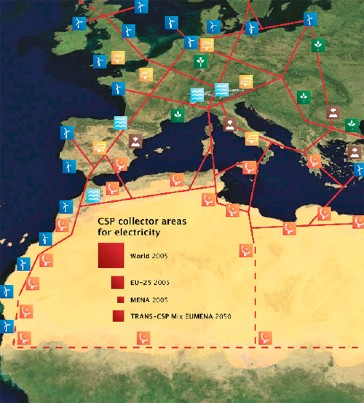 CSP collector areas
for electricity
World 2005
EU-25 2005
MENA 2005
TRANS-CSP Mix EUMENA 2050